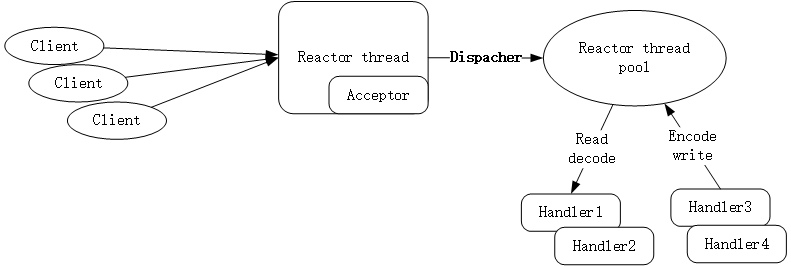 Client
Client
Client
Reactor thread
Acceptor
Dispacher
Reactor thread
pool
Read
decode
Encode
write
Handler1
Handler2
Handler3
Handler4